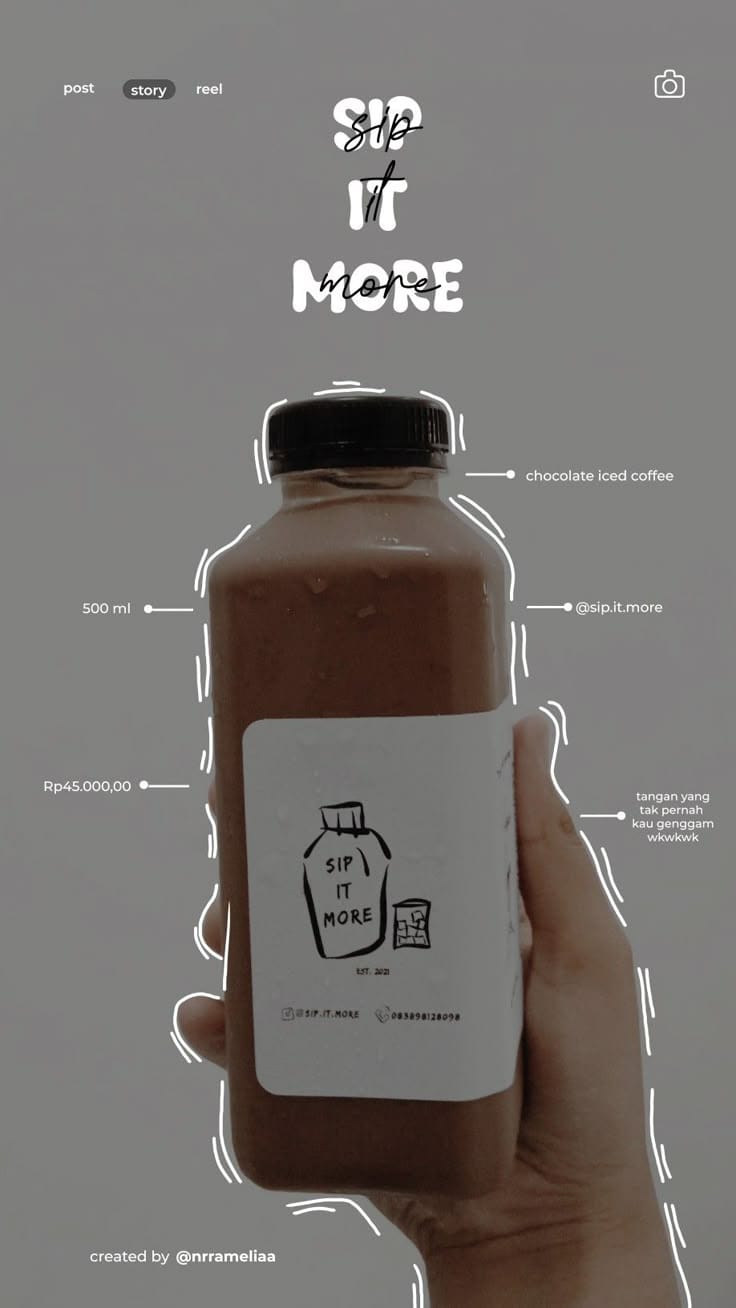 post story reel
SIP
sip
IT
it
MORE
more
chocolate iced coffee
500 ml
@sip.it.more
Rp45.000,00
tangan yang
tak pernah
kau genggam
wkwkwk
SIP
IT
MORE
EST. 2021
@SIP.IT.MORE 083898128098
created by @nrrameliaa